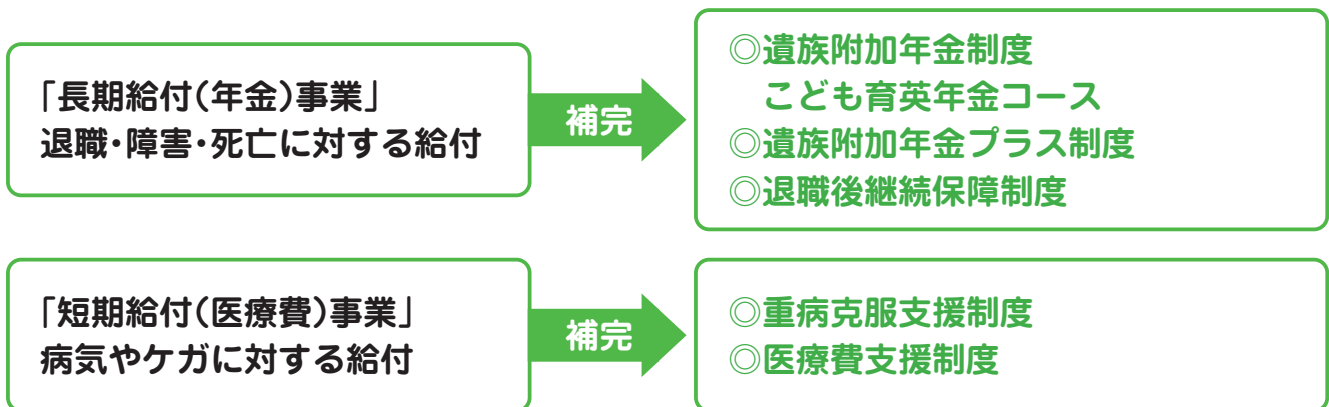 「長期給付(年金)事業」
退職・障害・死亡に対する給付
補完
◎遺族附加年金制度
こども育英年金コース
◎遺族附加年金プラス制度
◎退職後継続保障制度
「短期給付(医療費)事業」
病気やケガに対する給付
補完
◎重病克服支援制度
◎医療費支援制度